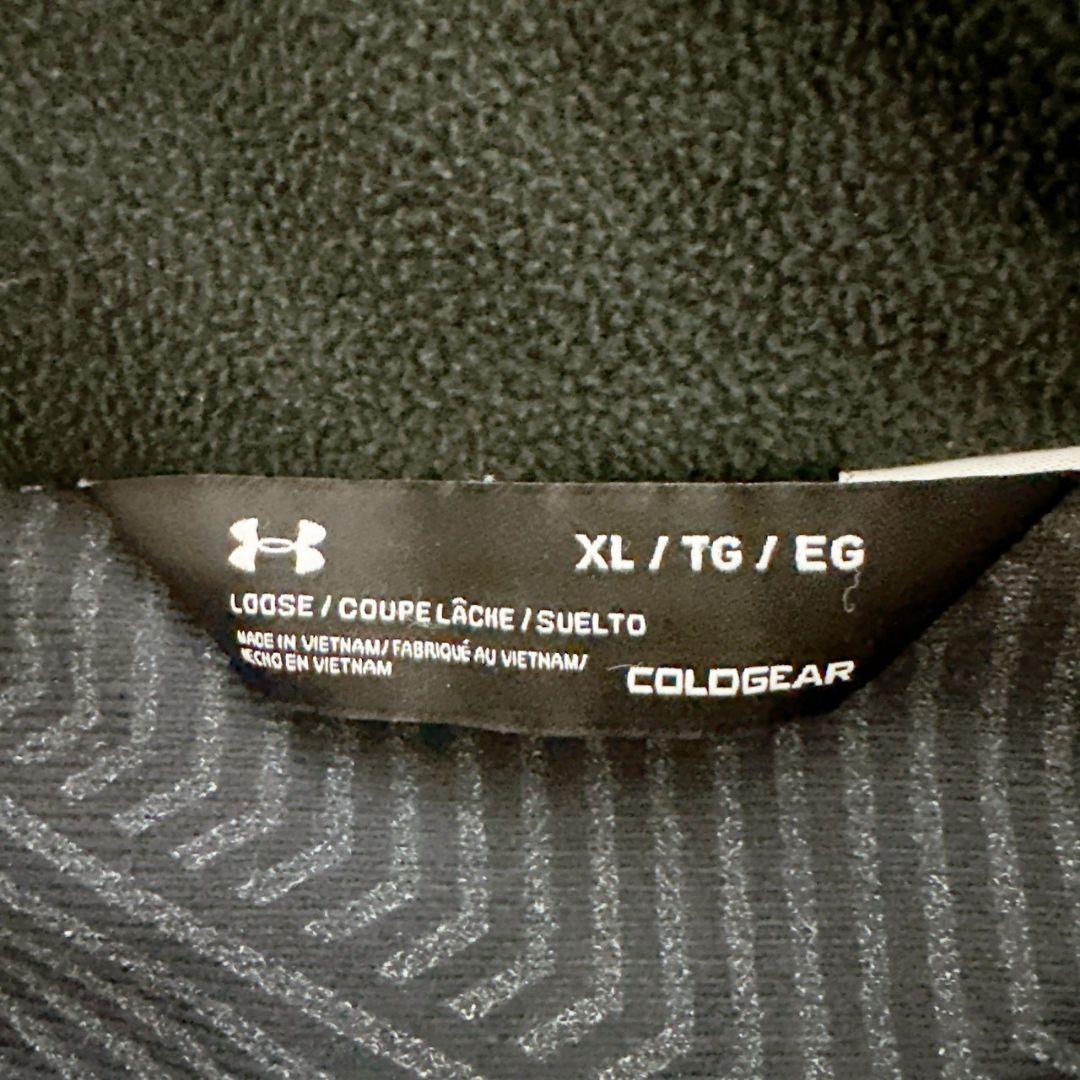 XL / TG / EG
LOOSE / COUPE LÂCHE / SUELTO
MADE IN VIETNAM/ FABRIQUÉ AU VIETNAM/
HECHO EN VIETNAM
COLDGEAR